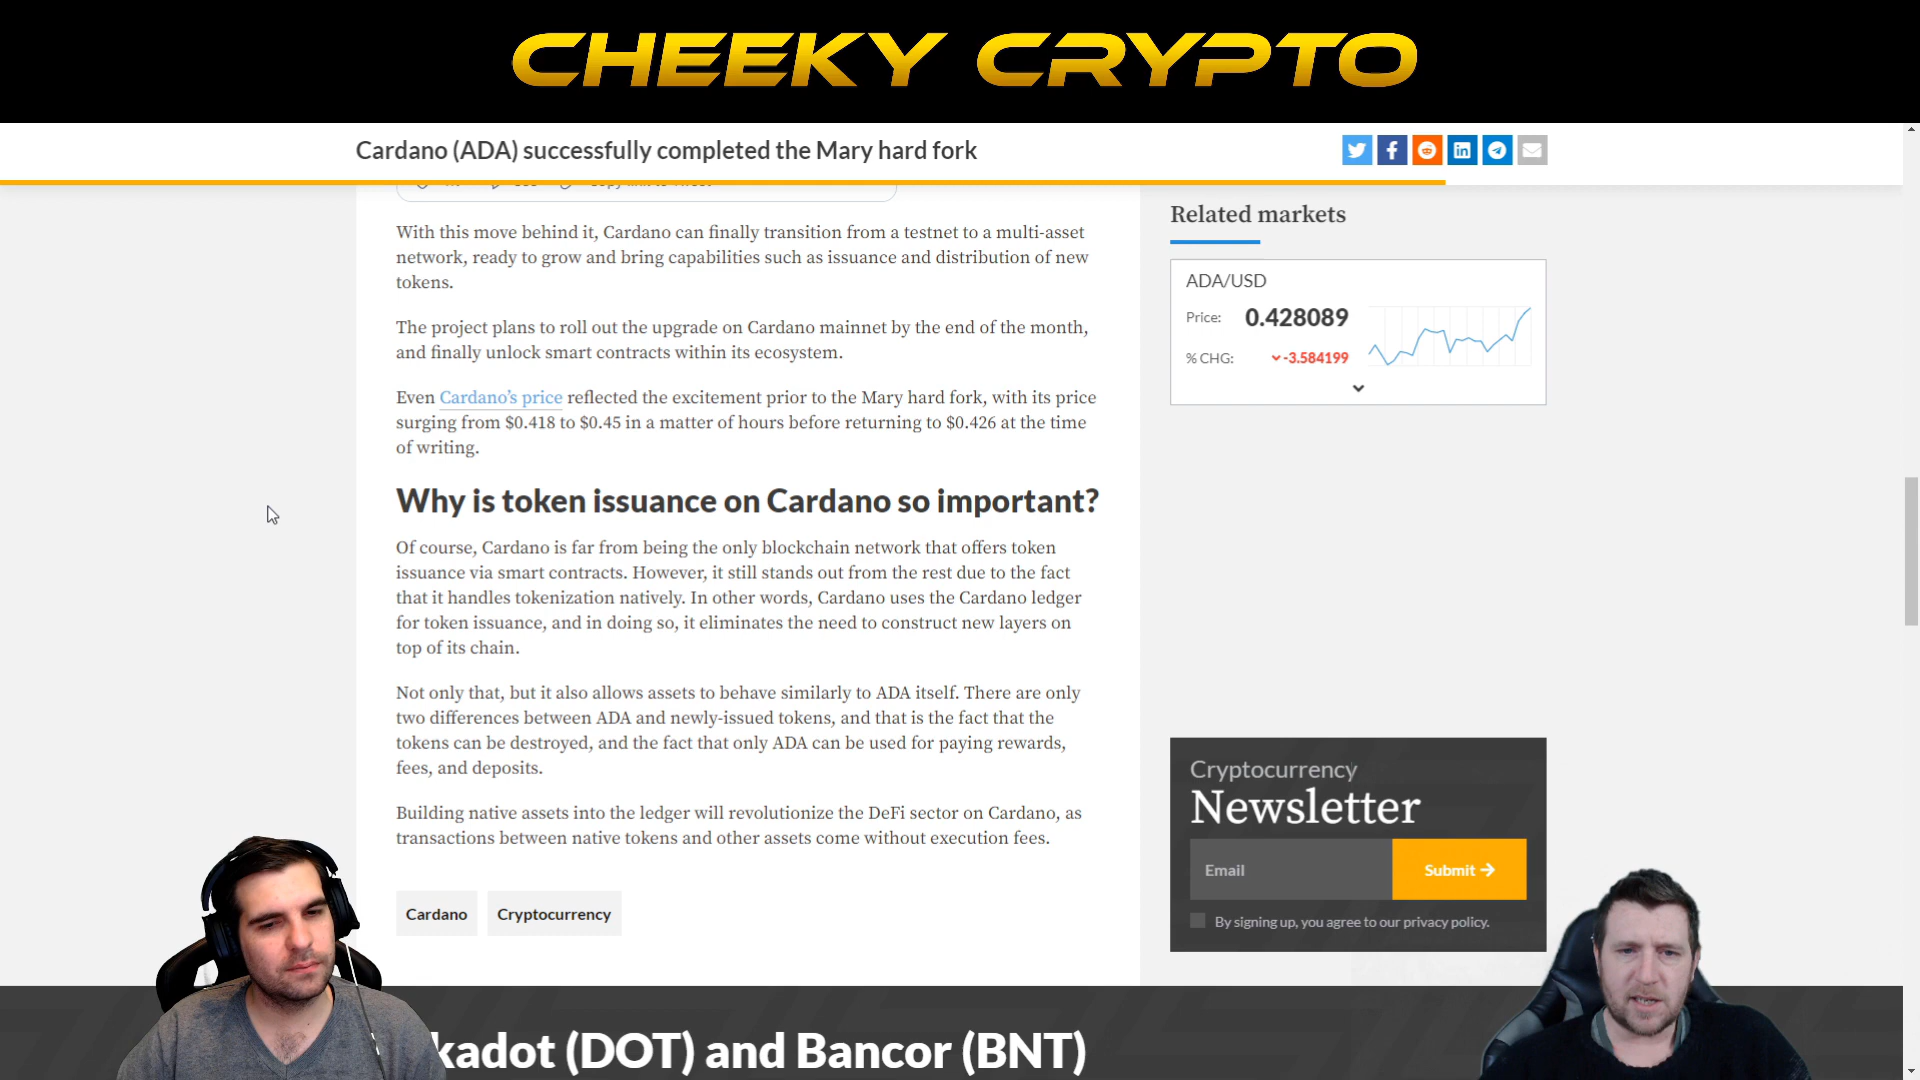 CHEEKY CRYPTO
Cardano (ADA) successfully completed the Mary hard fork
With this move behind it, Cardano can finally transition from a testnet to a multi-asset
network, ready to grow and bring capabilities such as issuance and distribution of new
tokens.
The project plans to roll out the upgrade on Cardano mainnet by the end of the month,
and finally unlock smart contracts within its ecosystem.
Even Cardano's price reflected the excitement prior to the Mary hard fork, with its price
surging from $0.418 to $0.45 in a matter of hours before returning to $0.426 at the time
of writing.
Why is token issuance on Cardano so important?
Of course, Cardano is far from being the only blockchain network that offers token
issuance via smart contracts. However, it still stands out from the rest due to the fact
that it handles tokenization natively. In other words, Cardano uses the Cardano ledger
for token issuance, and in doing so, it eliminates the need to construct new layers on
top of its chain.
Not only that, but it also allows assets to behave similarly to ADA itself. There are only
two differences between ADA and newly-issued tokens, and that is the fact that the
tokens can be destroyed, and the fact that only ADA can be used for paying rewards,
fees, and deposits.
Building native assets into the ledger will revolutionize the DeFi sector on Cardano, as
transactions between native tokens and other assets come without execution fees.
Cardano
Cryptocurrency
Related markets
ADA/USD
Price: 0.428089
% CHG: -3.584199
Cryptocurrency
Newsletter
Email
Submit →
By signing up, you agree to our privacy policy.
kadot (DOT) and Bancor (BNT)